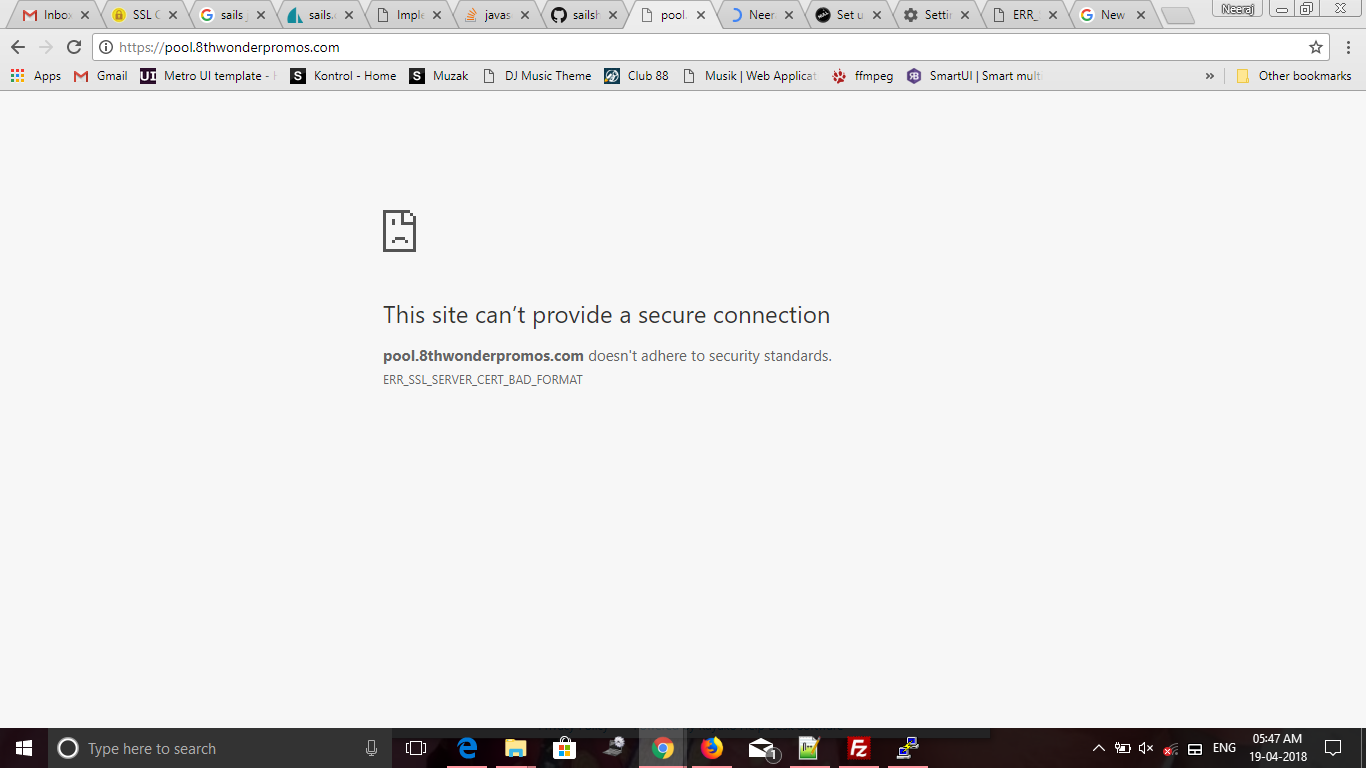 Inbox
SSL C
sails
sails.
Imple
javas
sailsh
pool.
Neer
Set u
Settin
ERR_
New
Neeraj
https://pool.8thwonderpromos.com
Apps
Gmail
UI Metro UI template -
S Kontrol - Home
S Muzak
DJ Music Theme
Club 88
Musik | Web Applicat
ffmpeg
SmartUI | Smart mult
»
Other bookmarks
This site can’t provide a secure connection
pool.8thwonderpromos.com doesn't adhere to security standards.
ERR_SSL_SERVER_CERT_BAD_FORMAT
Type here to search
1
ENG
05:47 AM
19-04-2018